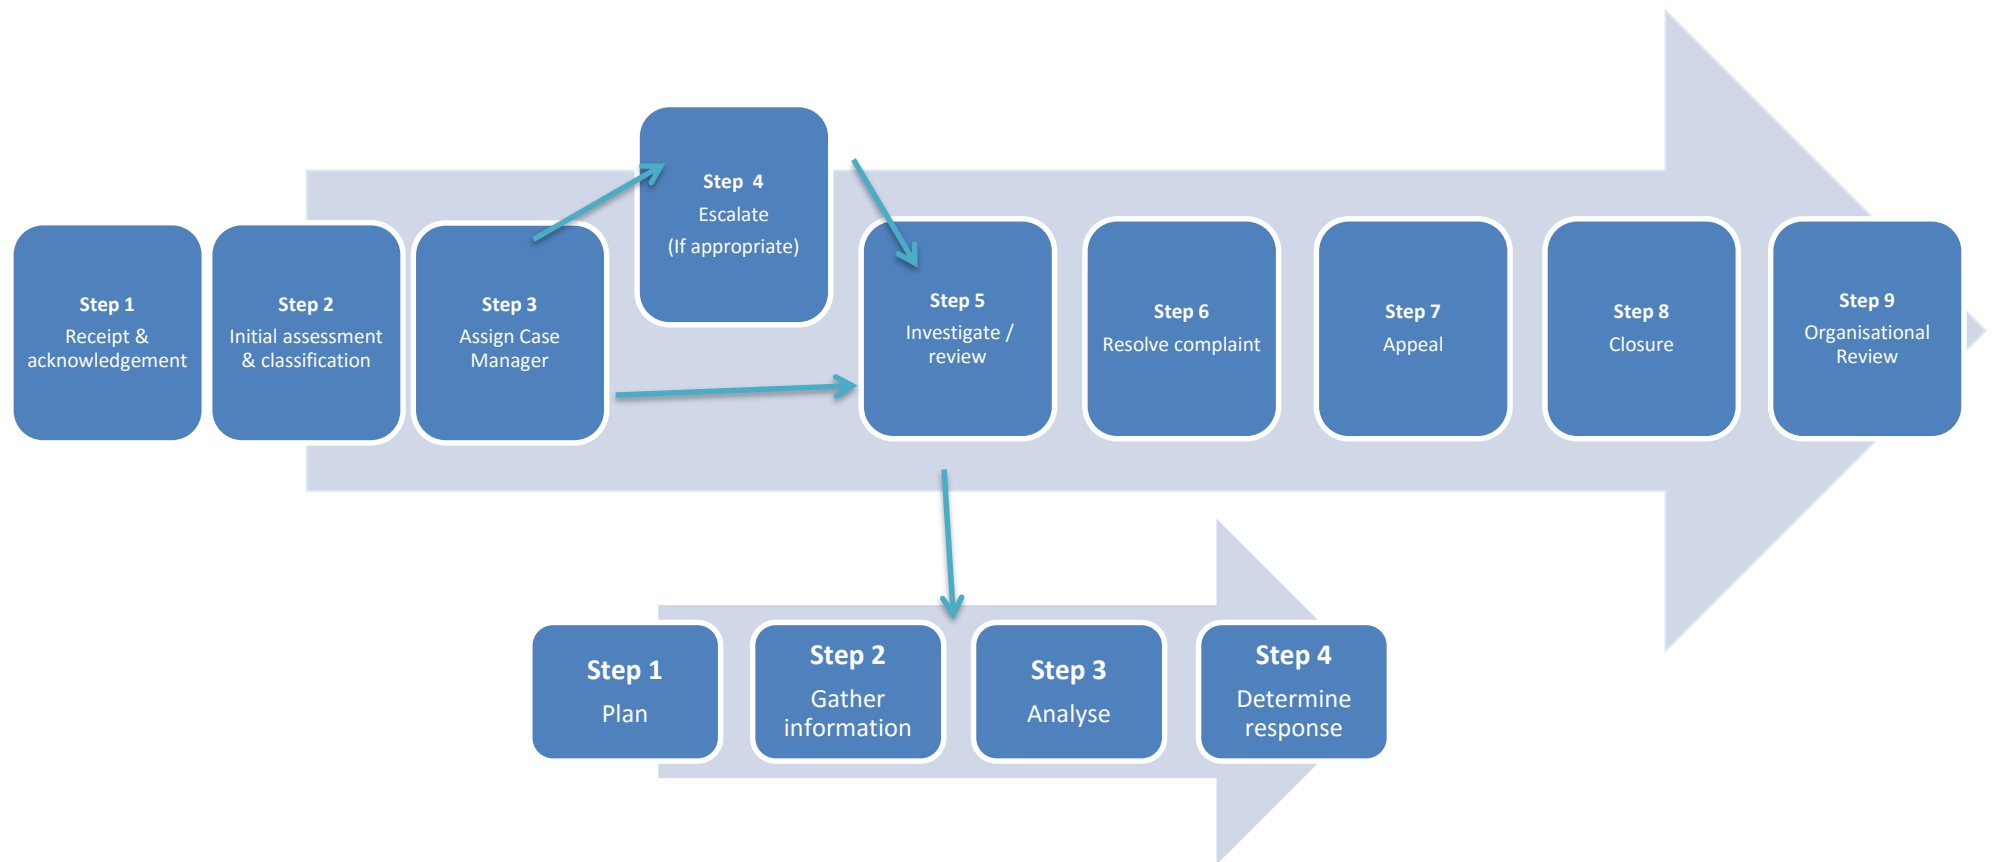 Step 1
Receipt &
acknowledgement
Step 2
Initial assessment
& classification
Step 3
Assign Case
Manager
Step 4
Escalate
(If appropriate)
Step 5
Investigate /
review
Step 6
Resolve complaint
Step 7
Appeal
Step 8
Closure
Step 9
Organisational
Review
Step 1
Plan
Step 2
Gather
information
Step 3
Analyse
Step 4
Determine
response